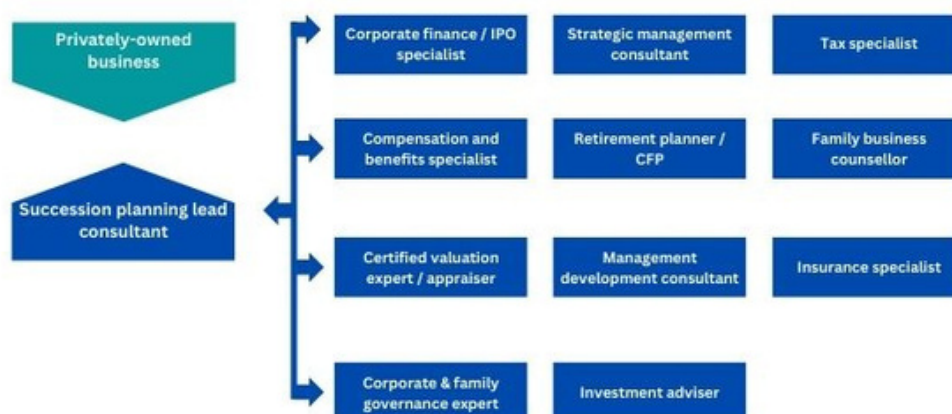 Privately-owned
business
Succession planning lead
consultant
Corporate finance / IPO
specialist
Strategic management
consultant
Tax specialist
Compensation and
benefits specialist
Retirement planner /
CFP
Family business
counsellor
Certified valuation
expert / appraiser
Management
development consultant
Insurance specialist
Corporate & family
governance expert
Investment adviser